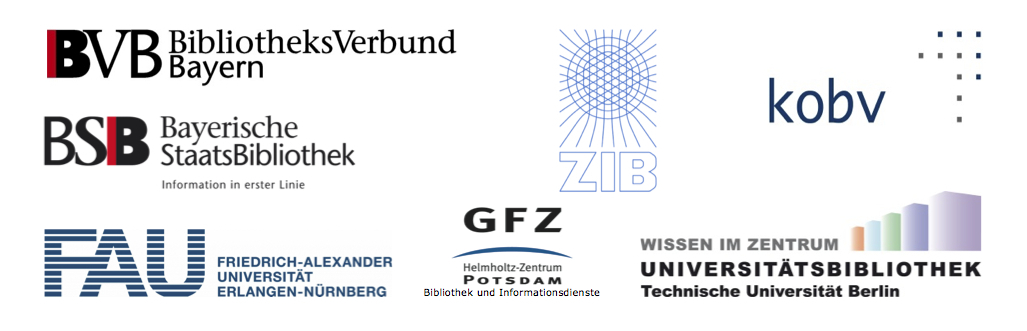 BVB BibliotheksVerbund
Bayern
BSB Bayerische
StaatsBibliothek
Information in erster Linie
FAU FRIEDRICH-ALEXANDER
UNIVERSITÄT
ERLANGEN-NÜRNBERG
ZIB
GFZ
Helmholtz-Zentrum
POTSDAM
Bibliothek und Informationsdienste
kobv
WISSEN IM ZENTRUM
UNIVERSITÄTSBIBLIOTHEK
Technische Universität Berlin